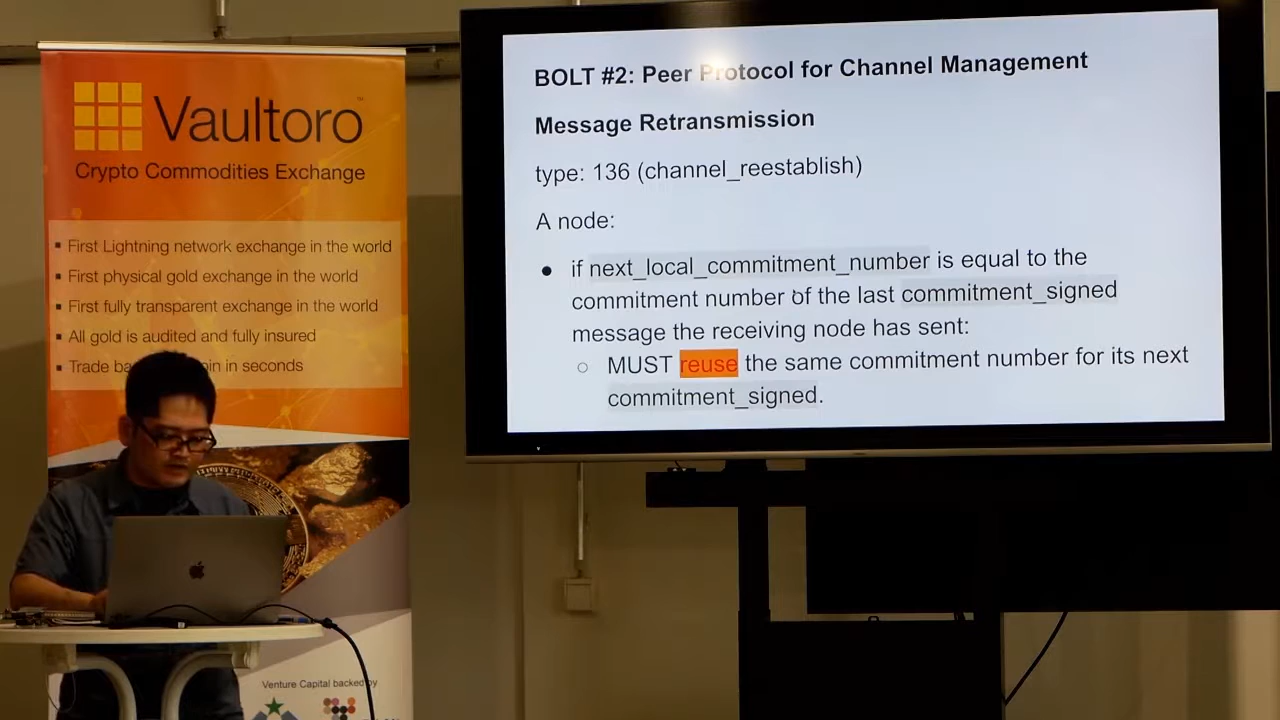 Vaultoro
Crypto Commodities Exchange
▪ First Lightning network exchange in the world
▪ First physical gold exchange in the world
▪ First fully transparent exchange in the world
▪ All gold is audited and fully insured
▪ Trade in seconds
Venture Capital backed by
BOLT #2: Peer Protocol for Channel Management
Message Retransmission
type: 136 (channel_reestablish)
A node:
● if next_local_commitment_number is equal to the
commitment number of the last commitment_signed
message the receiving node has sent:
○ MUST reuse the same commitment number for its next
commitment_signed.